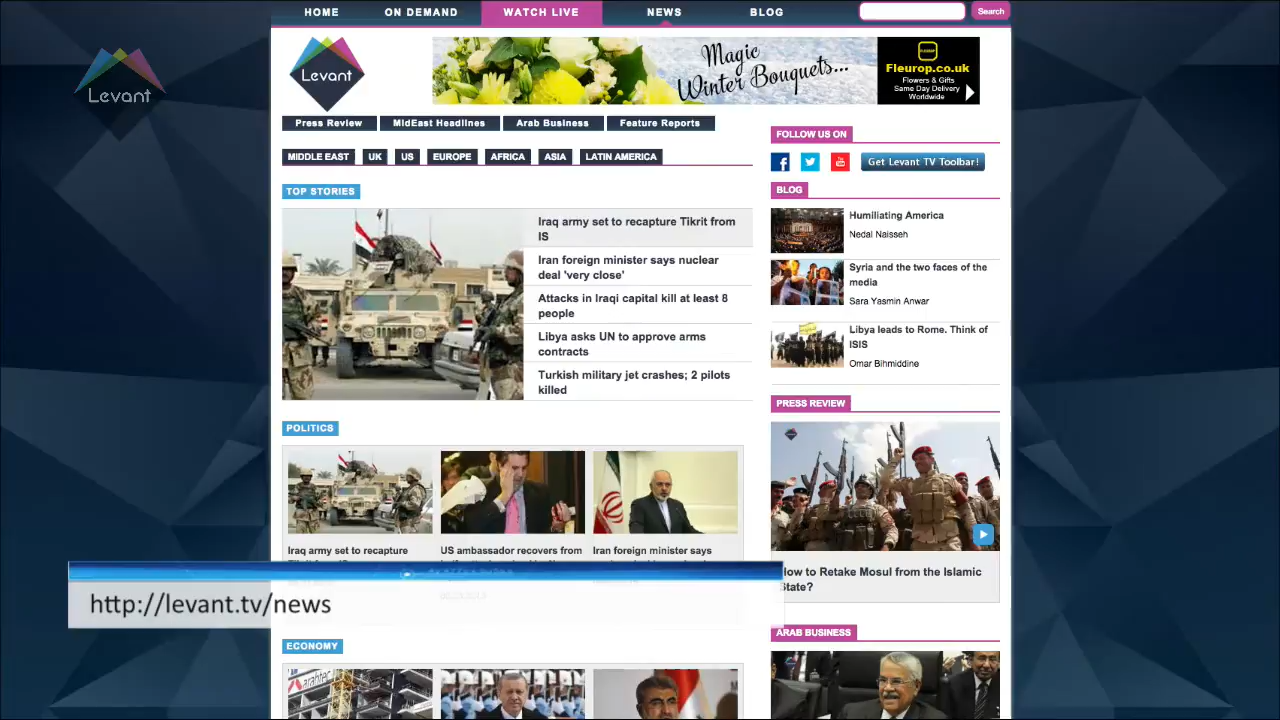 HOME
ON DEMAND
WATCH LIVE
NEWS
BLOG
Search
Levant
Levant
Magic
Winter Bouquets...
FLEUROP
Fleurop.co.uk
Flowers & Gifts
Same Day Delivery
Worldwide
Press Review
MidEast Headlines
Arab Business
Feature Reports
MIDDLE EAST
UK
US
EUROPE
AFRICA
ASIA
LATIN AMERICA
TOP STORIES
Iraq army set to recapture Tikrit from
IS
Iran foreign minister says nuclear
deal 'very close'
Attacks in Iraqi capital kill at least 8
people
Libya asks UN to approve arms
contracts
Turkish military jet crashes; 2 pilots
killed
POLITICS
Iraq army set to recapture
US ambassador recovers from
Iran foreign minister says
http://levant.tv/news
ECONOMY
arabtec
FOLLOW US ON
You
Get Levant TV Toolbar!
BLOG
Humiliating America
Nedal Naisseh
Syria and the two faces of the
media
Sara Yasmin Anwar
Libya leads to Rome. Think of
ISIS
Omar Bihmiddine
PRESS REVIEW
How to Retake Mosul from the Islamic
State?
ARAB BUSINESS